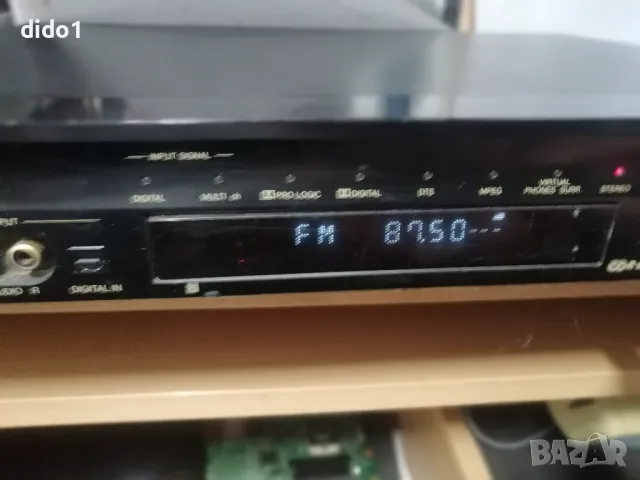 dido1
INPUT SIGNAL
DIGITAL MULTI ch PRO LOGIC DIGITAL DTS MPEG VIRTUAL PHONES SURR STEREO
AUDIO R DIGITAL IN
FM 87.50---
BAZAR